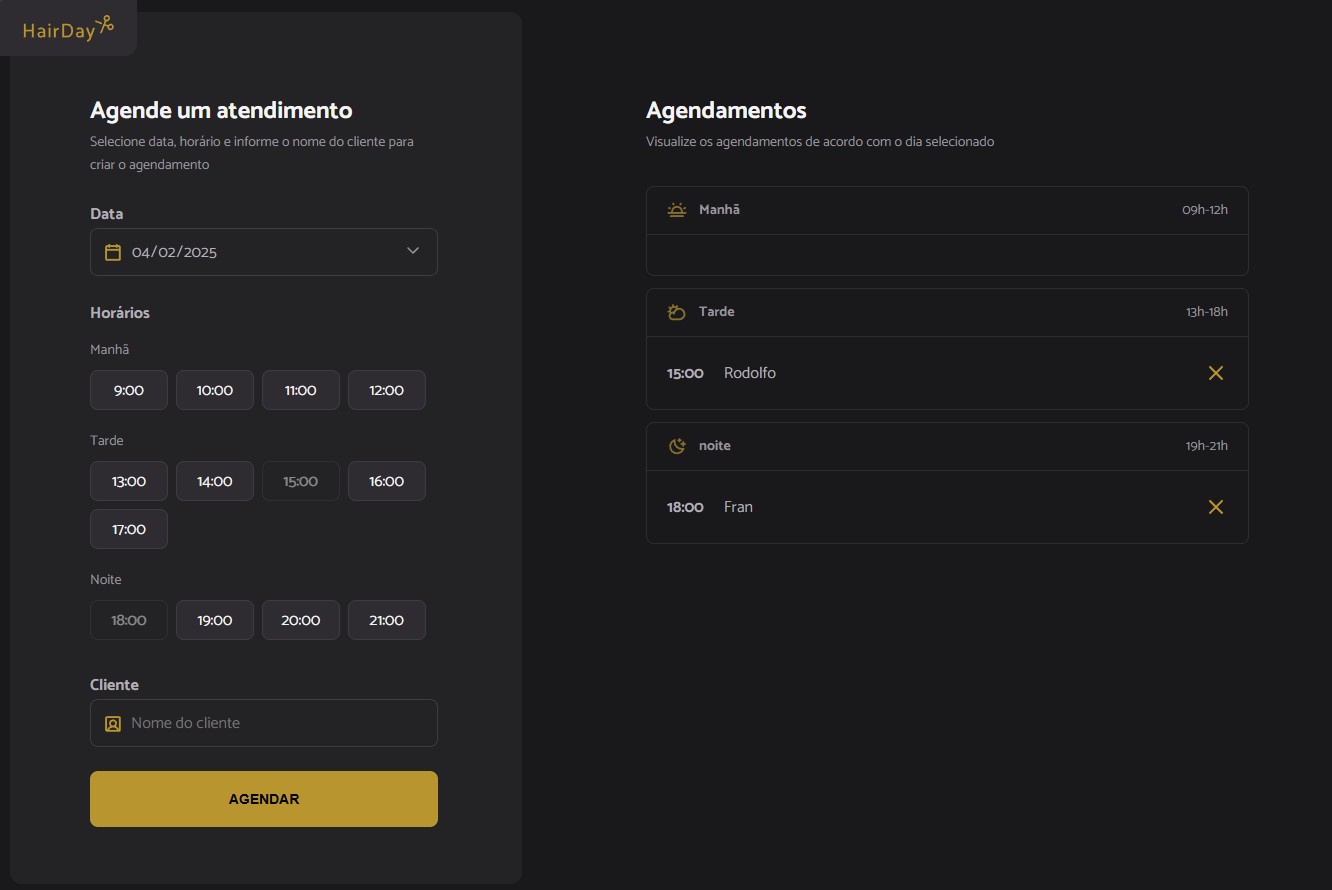 HairDay
Agende um atendimento
Selecione data, horário e informe o nome do cliente para
criar o agendamento
Data
04/02/2025
Horários
Manhã
9:00 10:00 11:00 12:00
Tarde
13:00 14:00 15:00 16:00
17:00
Noite
18:00 19:00 20:00 21:00
Cliente
Nome do cliente
AGENDAR
Agendamentos
Visualize os agendamentos de acordo com o dia selecionado
Manhã 09h-12h
Tarde 13h-18h
15:00 Rodolfo
noite 19h-21h
18:00 Fran